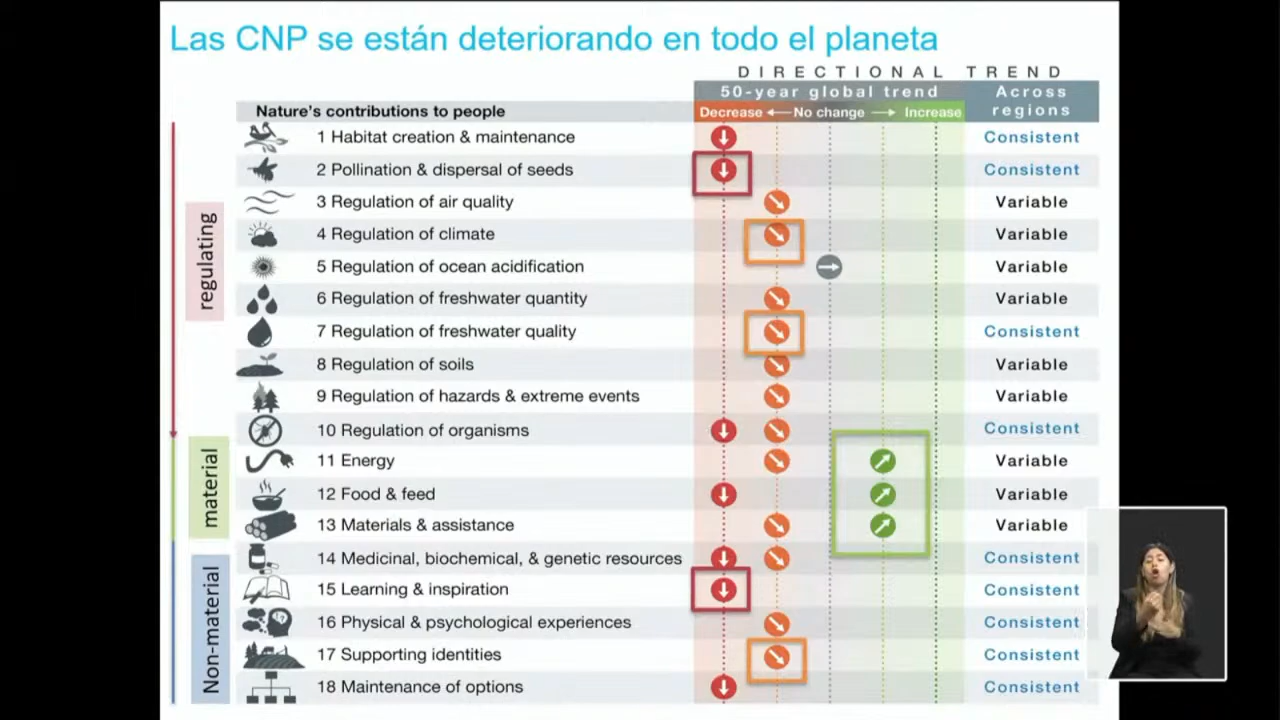 Las CNP se están deteriorando en todo el planeta
DIRECTIONAL TREND
50-year global trend
Across regions
Nature's contributions to people
Decrease ← No change → Increase
regulating
1 Habitat creation & maintenance Consistent
2 Pollination & dispersal of seeds Consistent
3 Regulation of air quality Variable
4 Regulation of climate Variable
5 Regulation of ocean acidification Variable
6 Regulation of freshwater quantity Variable
7 Regulation of freshwater quality Consistent
8 Regulation of soils Variable
9 Regulation of hazards & extreme events Variable
10 Regulation of organisms Consistent
material
11 Energy Variable
12 Food & feed Variable
13 Materials & assistance Variable
Non-material
14 Medicinal, biochemical, & genetic resources Consistent
15 Learning & inspiration Consistent
16 Physical & psychological experiences Consistent
17 Supporting identities Consistent
18 Maintenance of options Consistent